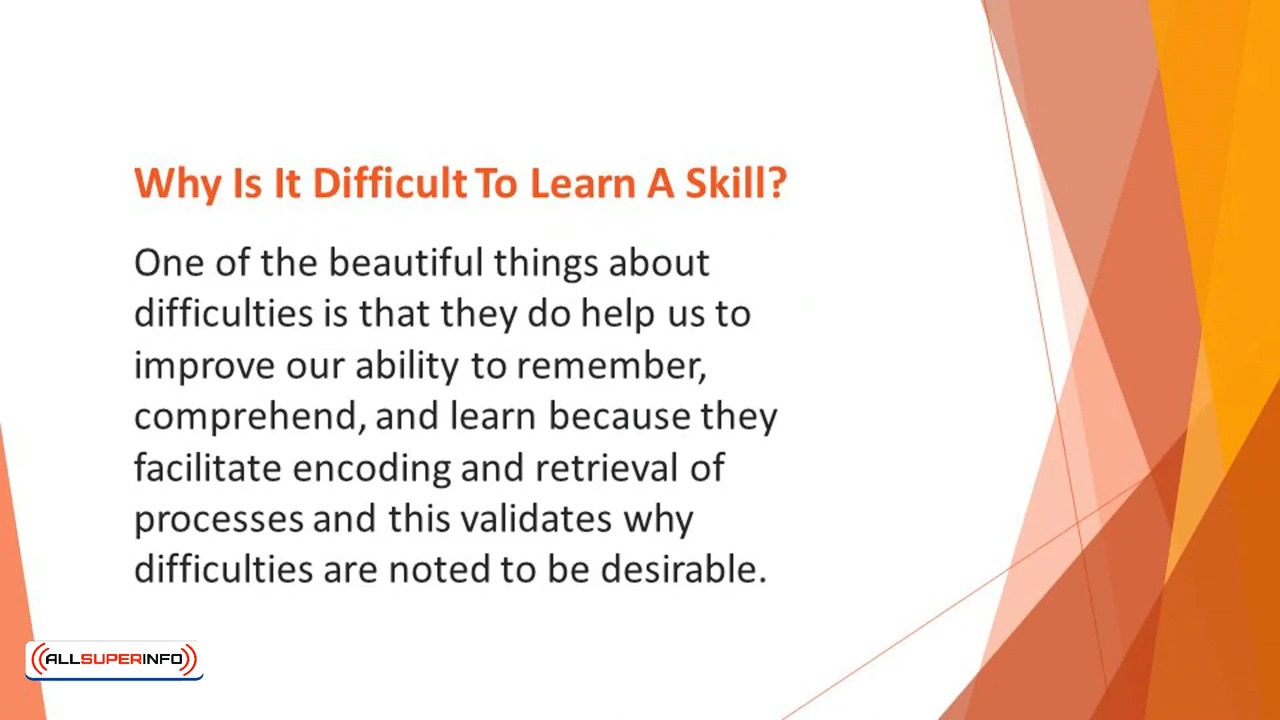 Why Is It Difficult To Learn A Skill?
One of the beautiful things about
difficulties is that they do help us to
improve our ability to remember,
comprehend, and learn because they
facilitate encoding and retrieval of
processes and this validates why
difficulties are noted to be desirable.
ALLSUPERINFO